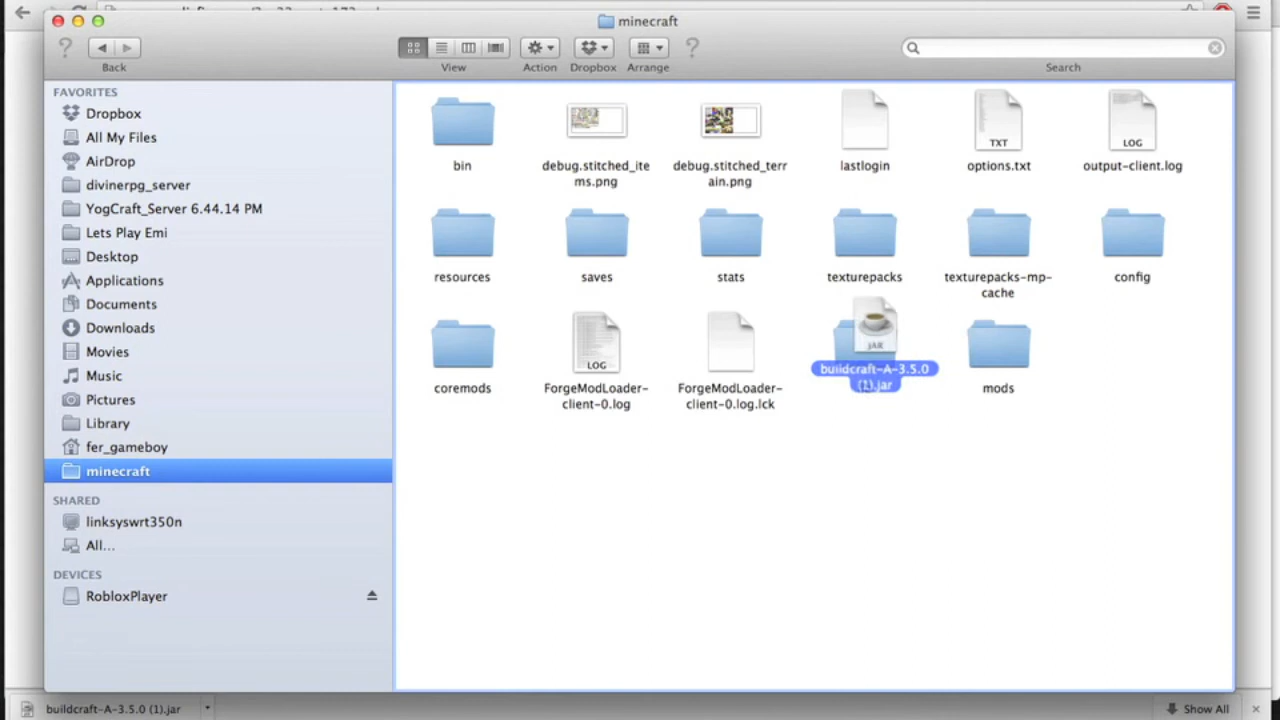 minecraft
Back
View
Action
Dropbox
Arrange
Search
FAVORITES
Dropbox
All My Files
AirDrop
divinerpg_server
YogCraft_Server 6.44.14 PM
Lets Play Emi
Desktop
Applications
Documents
Downloads
Movies
Music
Pictures
Library
fer_gameboy
minecraft
SHARED
linksyswrt350n
All...
DEVICES
RobloxPlayer
TXT
LOG
bin
debug.stitched_ite
ms.png
debug.stitched_terr
ain.png
lastlogin
options.txt
output-client.log
resources
saves
stats
texturepacks
texturepacks-mp-
cache
config
LOG
JAR
coremods
ForgeModLoader-
client-0.log
ForgeModLoader-
client-0.log.lck
buildcraft-A-3.5.0
(1).jar
mods
buildcraft-A-3.5.0 (1).jar
Show All